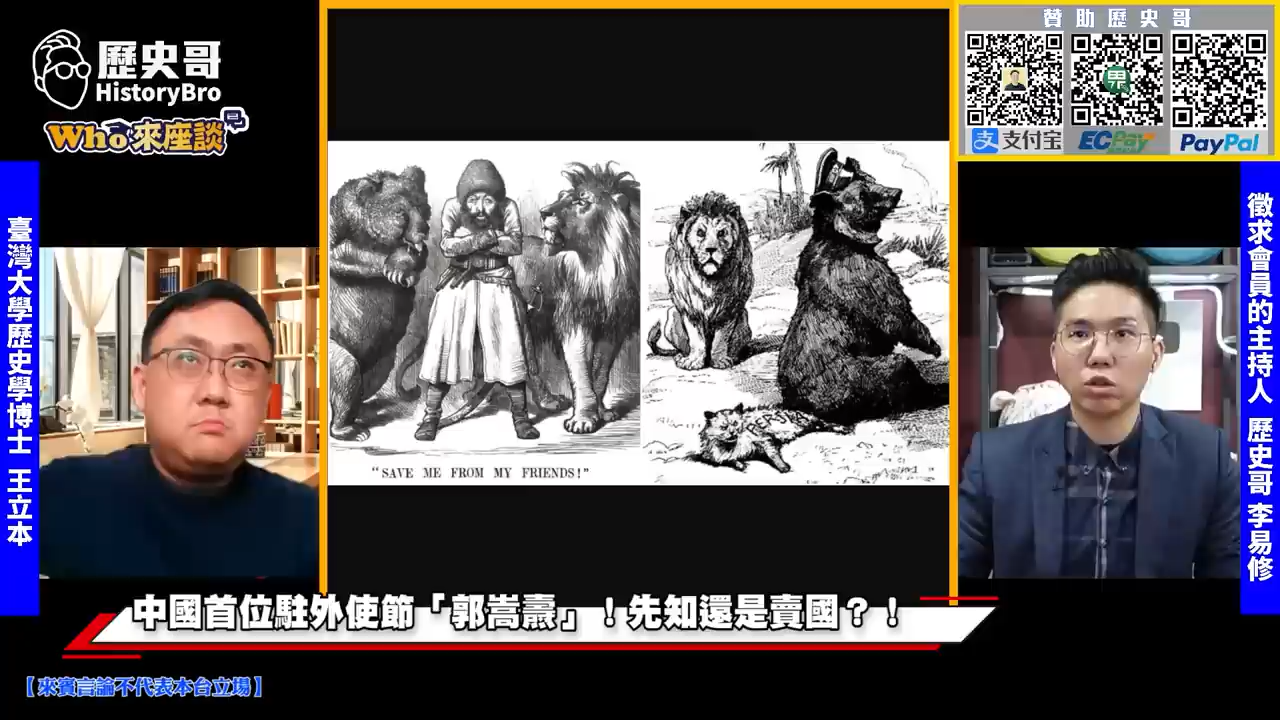 歷史哥
HistoryBro
Who來座談
贊助歷史哥
支 支付宝
ECPay
PayPal
臺灣大學歷史學博士 王立本
徵求會員的主持人 歷史哥 李易修
"SAVE ME FROM MY FRIENDS!"
中國首位駐外使節「郭嵩燾」！先知還是賣國？！
【來賓言論不代表本台立場】